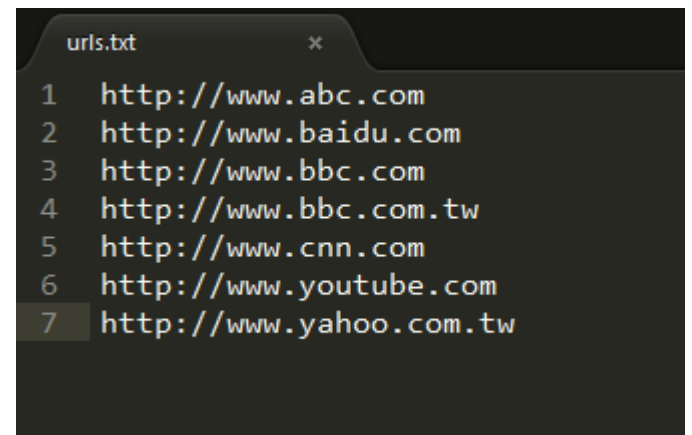 urls.txt ×
1 http://www.abc.com
2 http://www.baidu.com
3 http://www.bbc.com
4 http://www.bbc.com.tw
5 http://www.cnn.com
6 http://www.youtube.com
7 http://www.yahoo.com.tw